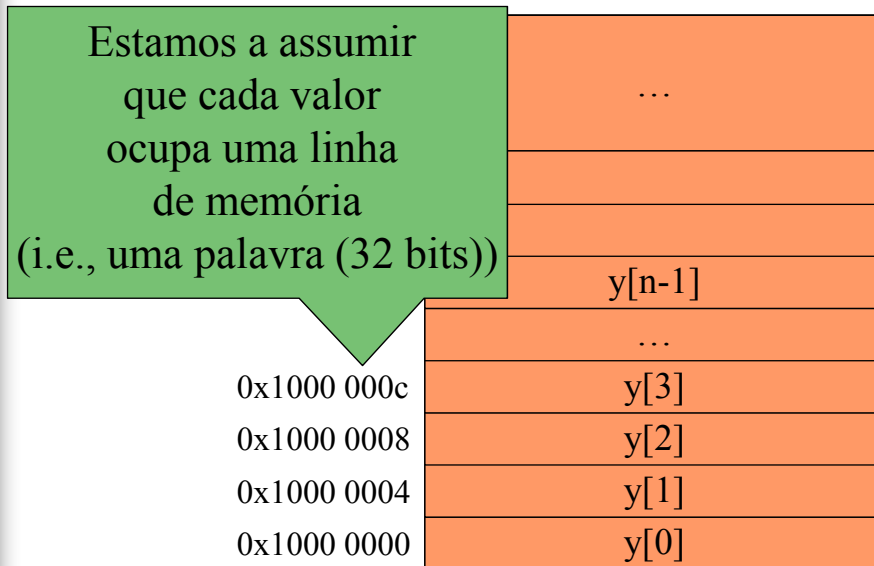 Estamos a assumir
que cada valor
ocupa uma linha
de memória
(i.e., uma palavra (32 bits))
…
y[n-1]
…
0x1000 000c y[3]
0x1000 0008 y[2]
0x1000 0004 y[1]
0x1000 0000 y[0]